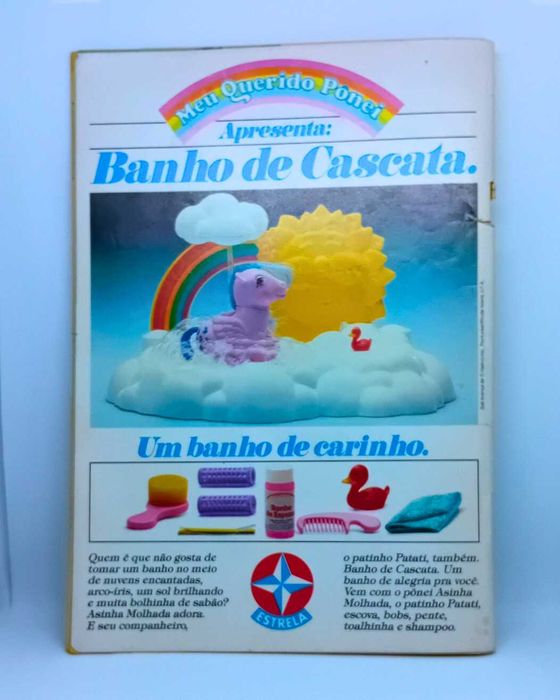 Meu Querido Pônei
Apresenta:
Banho de Cascata.
Um banho de carinho.
Banho
de Espuma
Quem é que não gosta de
tomar um banho no meio
de nuvens encantadas,
arco-íris, um sol brilhando
e muita bolhinha de sabão?
Asinha Molhada adora.
E seu companheiro,
ESTRELA
o patinho Patati, também.
Banho de Cascata. Um
banho de alegria pra você.
Vem com o pônei Asinha
Molhada, o patinho Patati,
escova, bobs, pente,
toalhinha e shampoo.